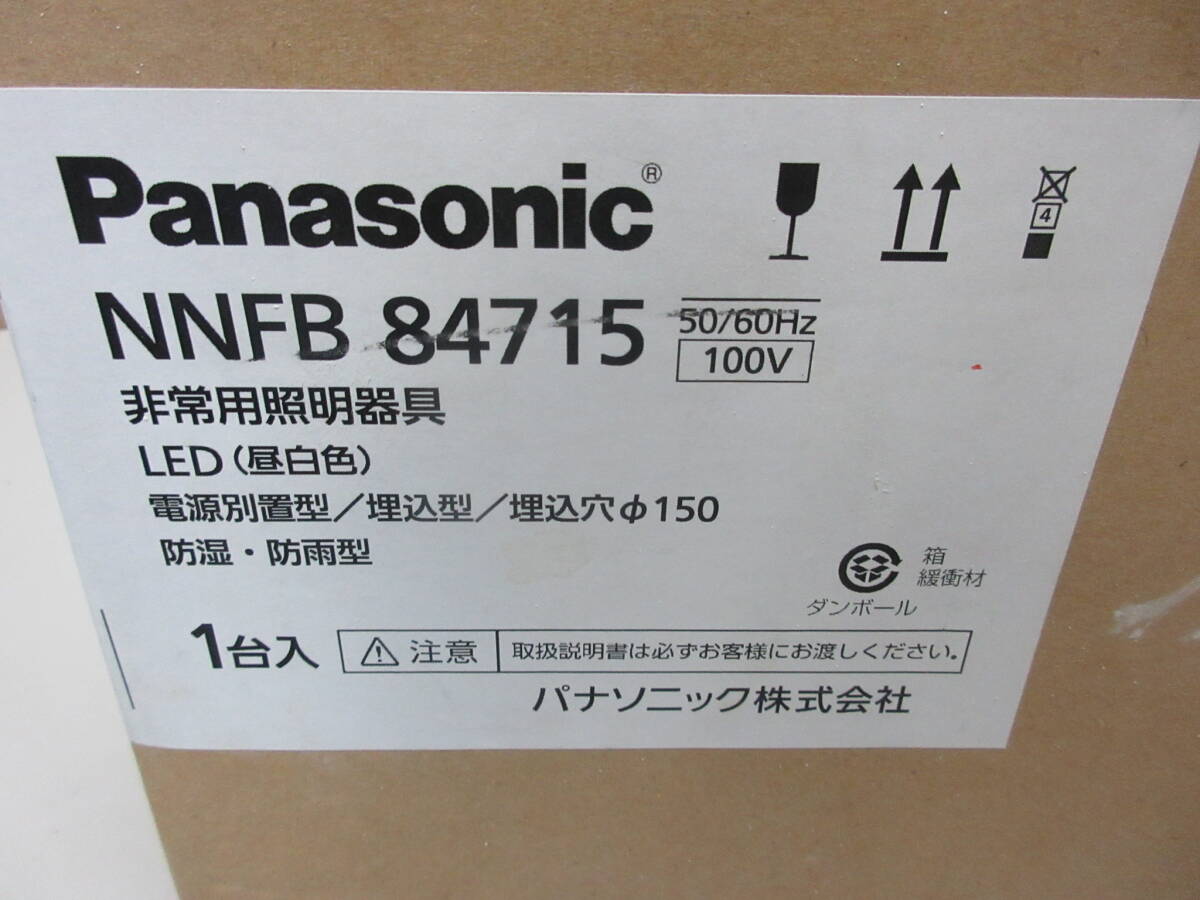 Panasonic®
4
NNFB 84715
50/60Hz
100V
非常用照明器具
LED(昼白色)
電源別置型/埋込型/埋込穴φ150
防湿・防雨型
箱
緩衝材
ダンボール
1台入
注意
取扱説明書は必ずお客様にお渡しください。
パナソニック株式会社